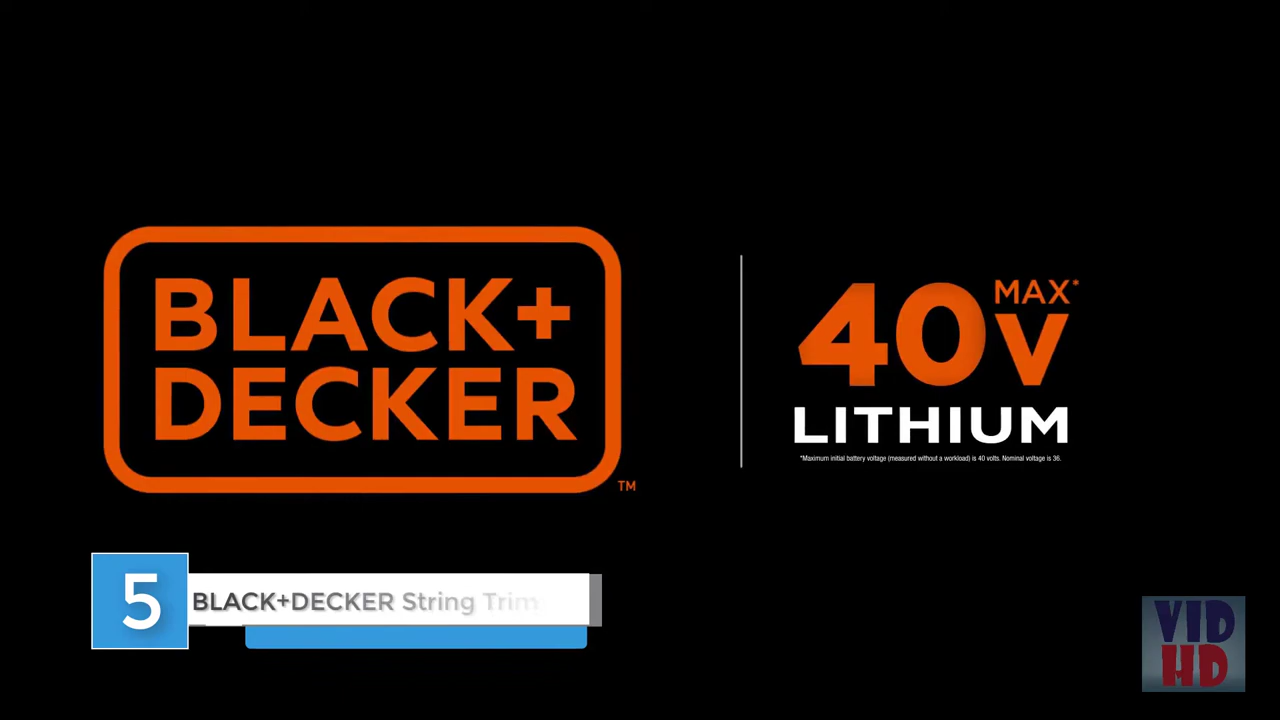 BLACK+
DECKER
TM
40V
MAX*
LITHIUM
*Maximum initial battery voltage (measured without a workload) is 40 volts. Nominal voltage is 36.
5
BLACK+DECKER String Trim
VID
HD